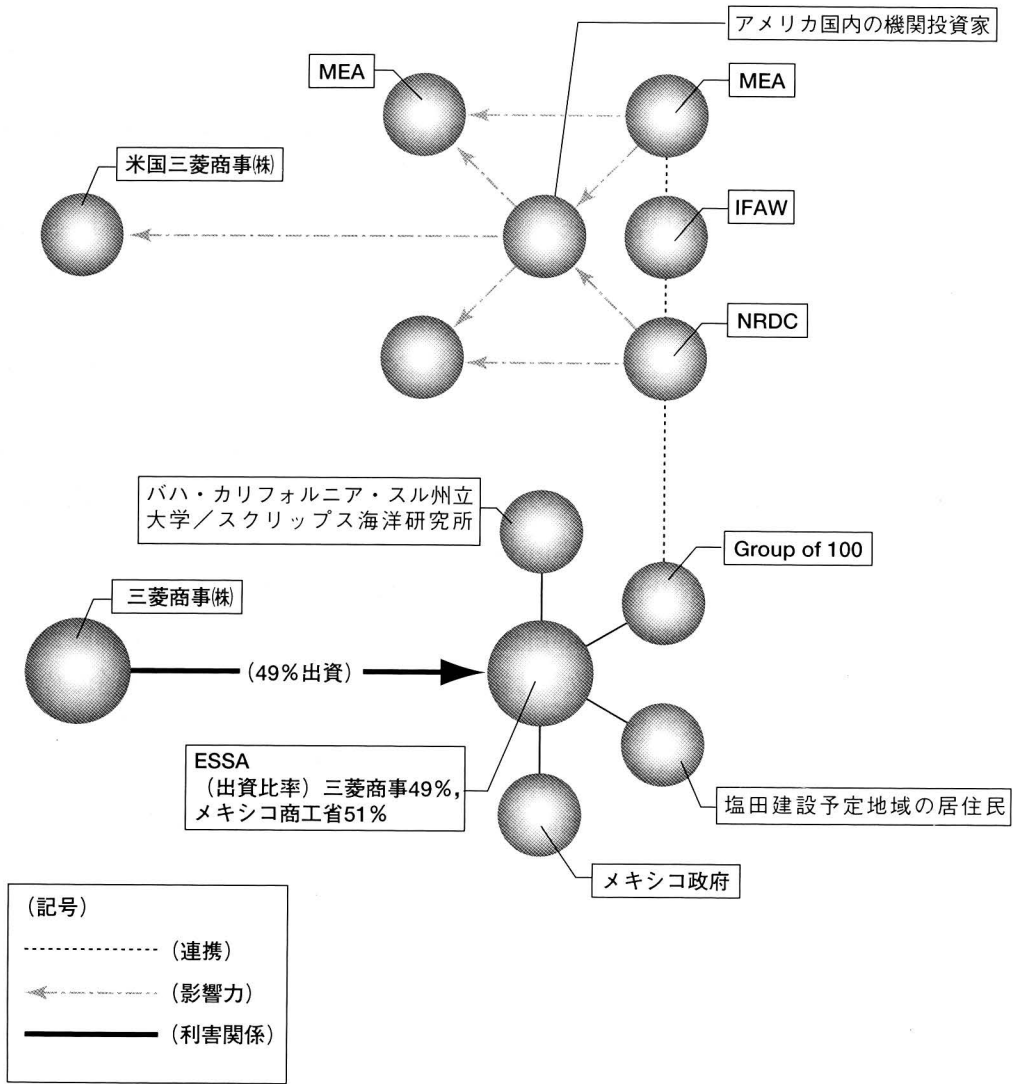 アメリカ国内の機関投資家
MEA
MEA
米国三菱商事㈱
IFAW
NRDC
バハ・カリフォルニア・スル州立
大学／スクリップス海洋研究所
Group of 100
三菱商事㈱
(49%出資)
ESSA
(出資比率) 三菱商事49%,
メキシコ商工省51%
塩田建設予定地域の居住民
メキシコ政府
(記号)
(連携)
(影響力)
(利害関係)